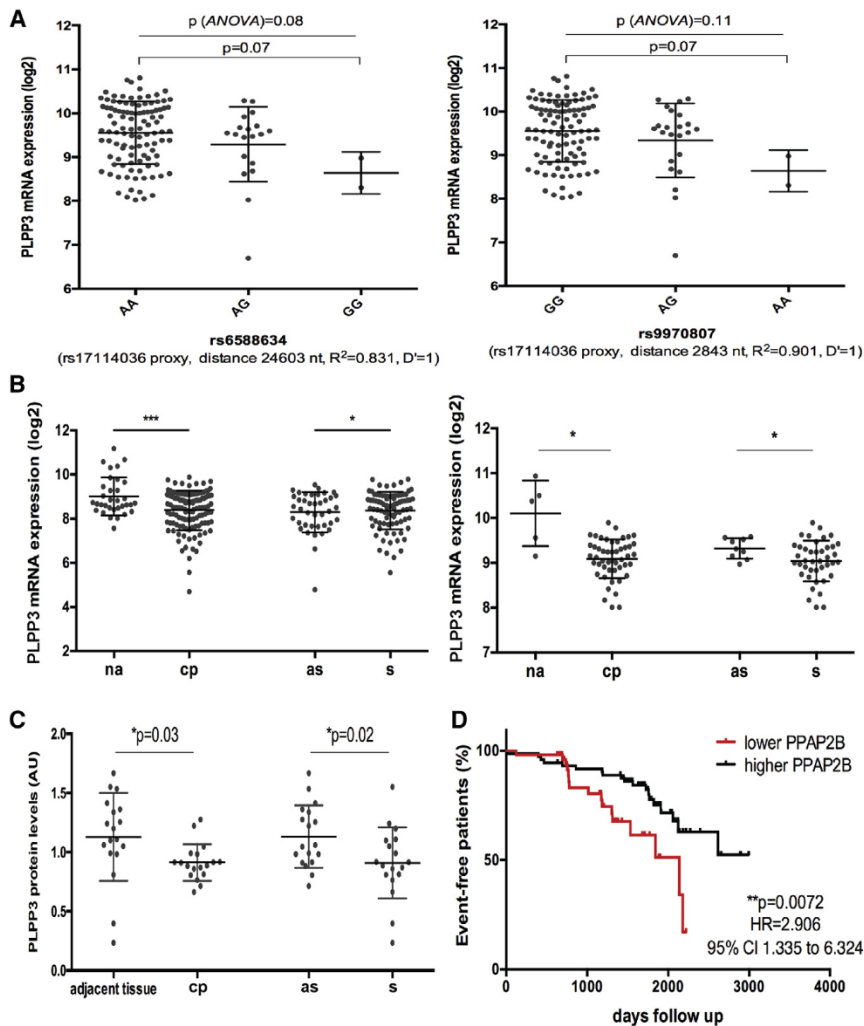 A
p (ANOVA)=0.08
p=0.07
PLPP3 mRNA expression (log2)
12
11
10
9
8
7
6
AA
AG
GG
rs6588634
(rs17114036 proxy, distance 24603 nt, R²=0.831, D'=1)
p (ANOVA)=0.11
p=0.07
PLPP3 mRNA expression (log2)
12
11
10
9
8
7
6
GG
AG
AA
rs9970807
(rs17114036 proxy, distance 2843 nt, R²=0.901, D'=1)
B
PLPP3 mRNA expression (log2)
12
10
8
6
4
2
***
*
na
cp
as
s
PLPP3 mRNA expression (log2)
12
11
10
9
8
7
*
*
na
cp
as
s
C
PLPP3 protein levels (AU)
2.0
1.5
1.0
0.5
0.0
*p=0.03
*p=0.02
adjacent tissue
cp
as
s
D
Event-free patients (%)
100
50
0
lower PPAP2B
higher PPAP2B
**p=0.0072
HR=2.906
95% CI 1.335 to 6.324
0
1000
2000
3000
4000
days follow up